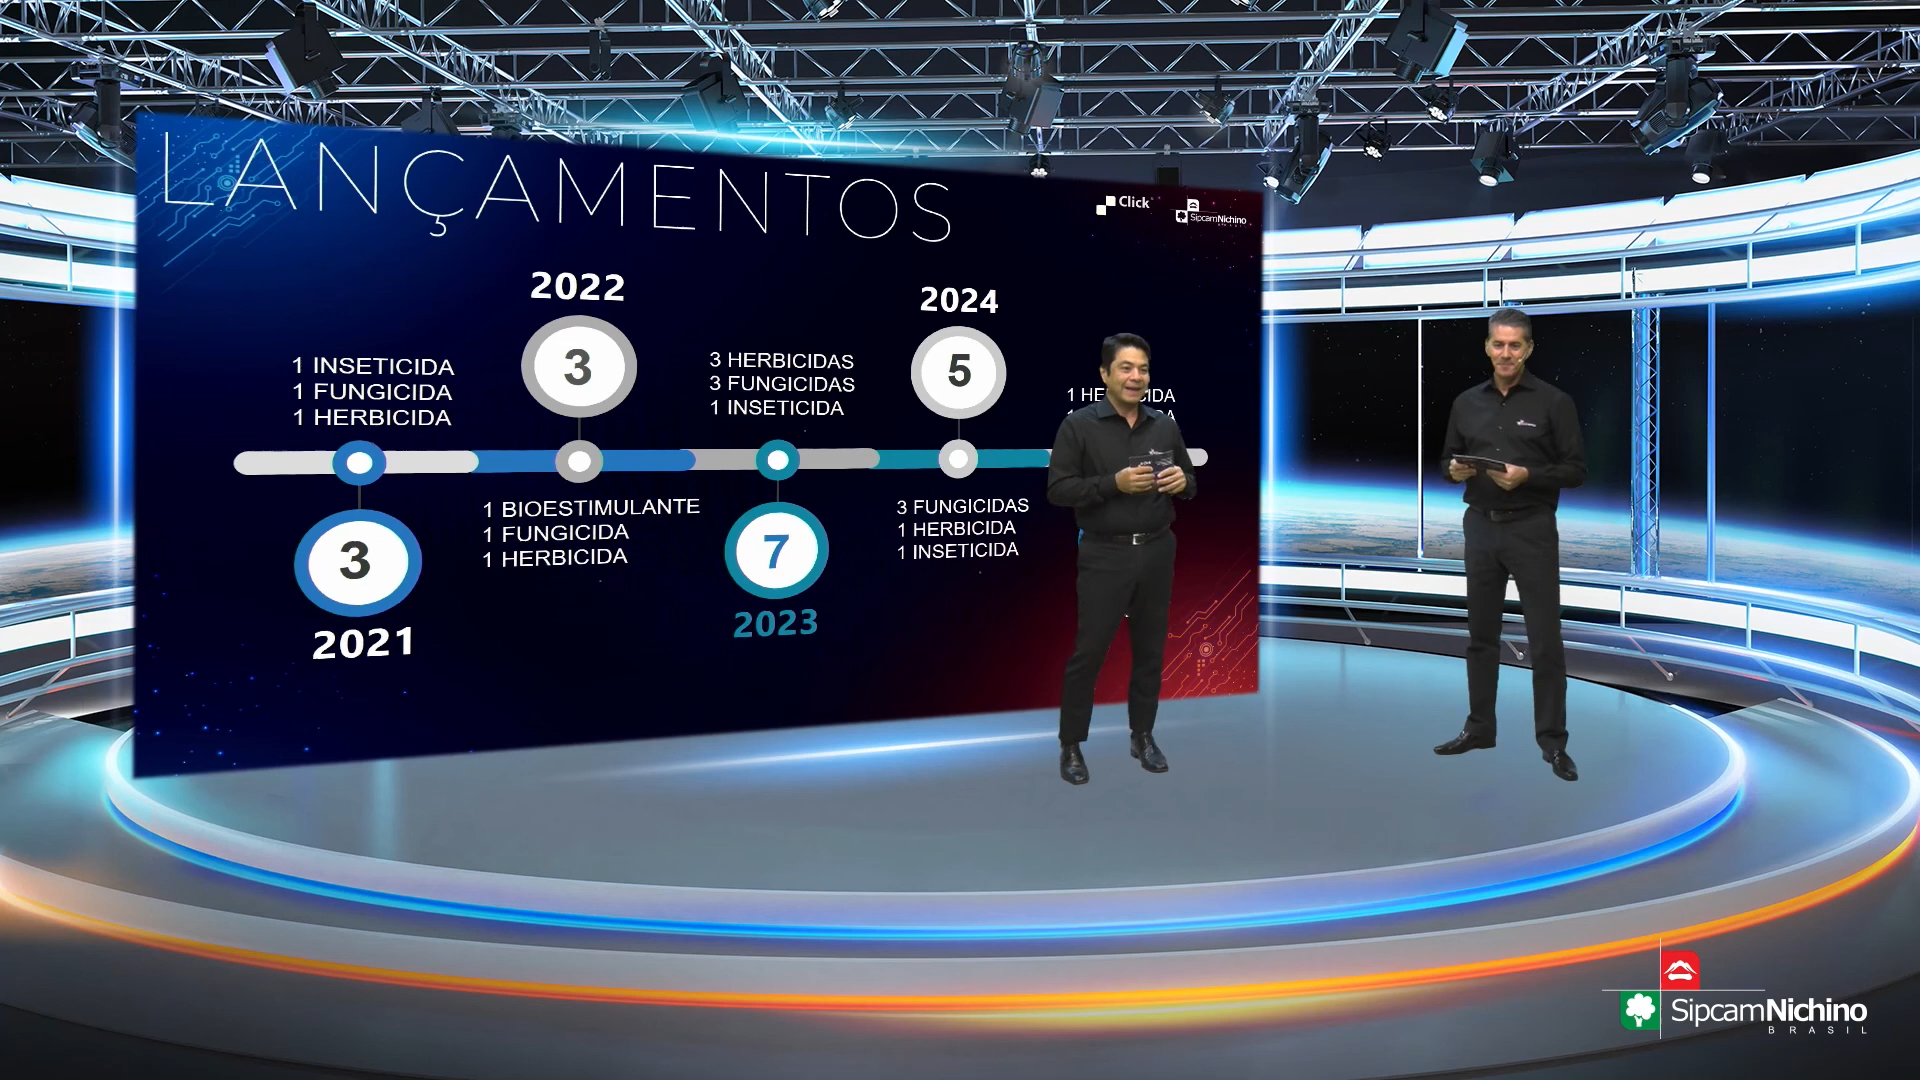 LANÇAMENTOS
Click
SipcamNichino
2022
3
2024
5
1 INSETICIDA
1 FUNGICIDA
1 HERBICIDA
3 HERBICIDAS
3 FUNGICIDAS
1 INSETICIDA
3
2021
1 BIOESTIMULANTE
1 FUNGICIDA
1 HERBICIDA
7
2023
3 FUNGICIDAS
1 HERBICIDA
1 INSETICIDA
SipcamNichino
BRASIL